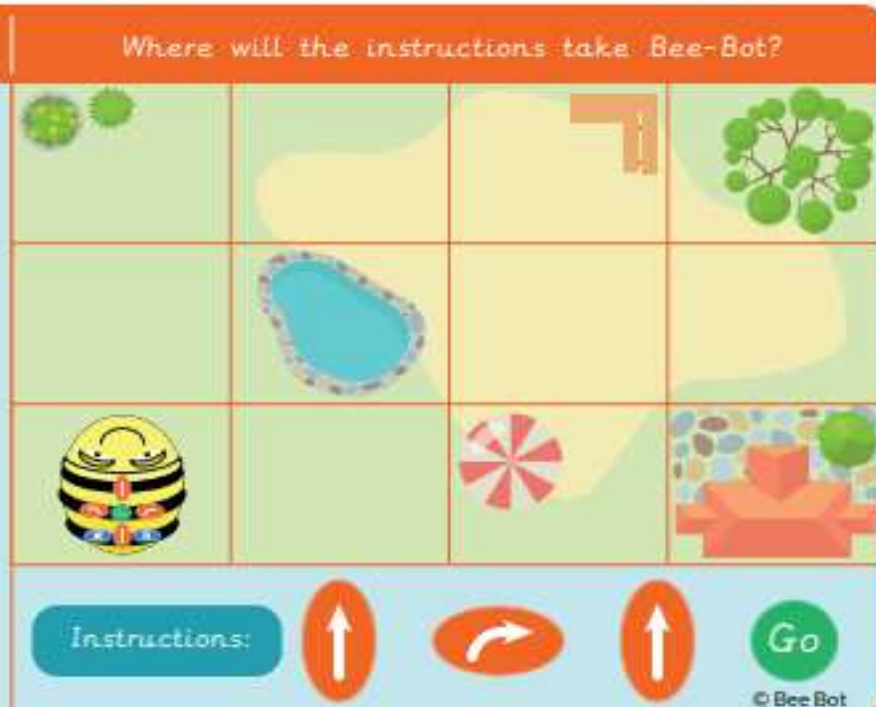 Where will the instructions take Bee-Bot?
Instructions:
Go
© Bee Bot